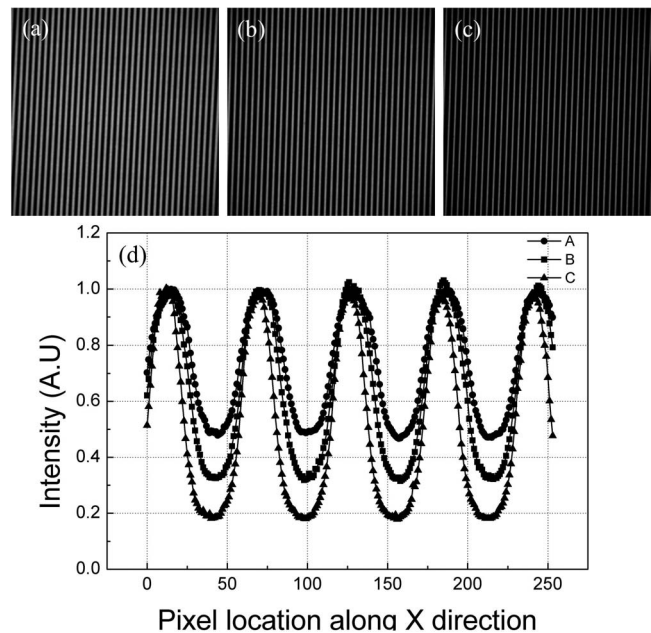 (a) (b) (c)
(d)
A
B
C
1.2
1.0
0.8
0.6
0.4
0.2
0.0
Intensity (A.U)
0 50 100 150 200 250
Pixel location along X direction